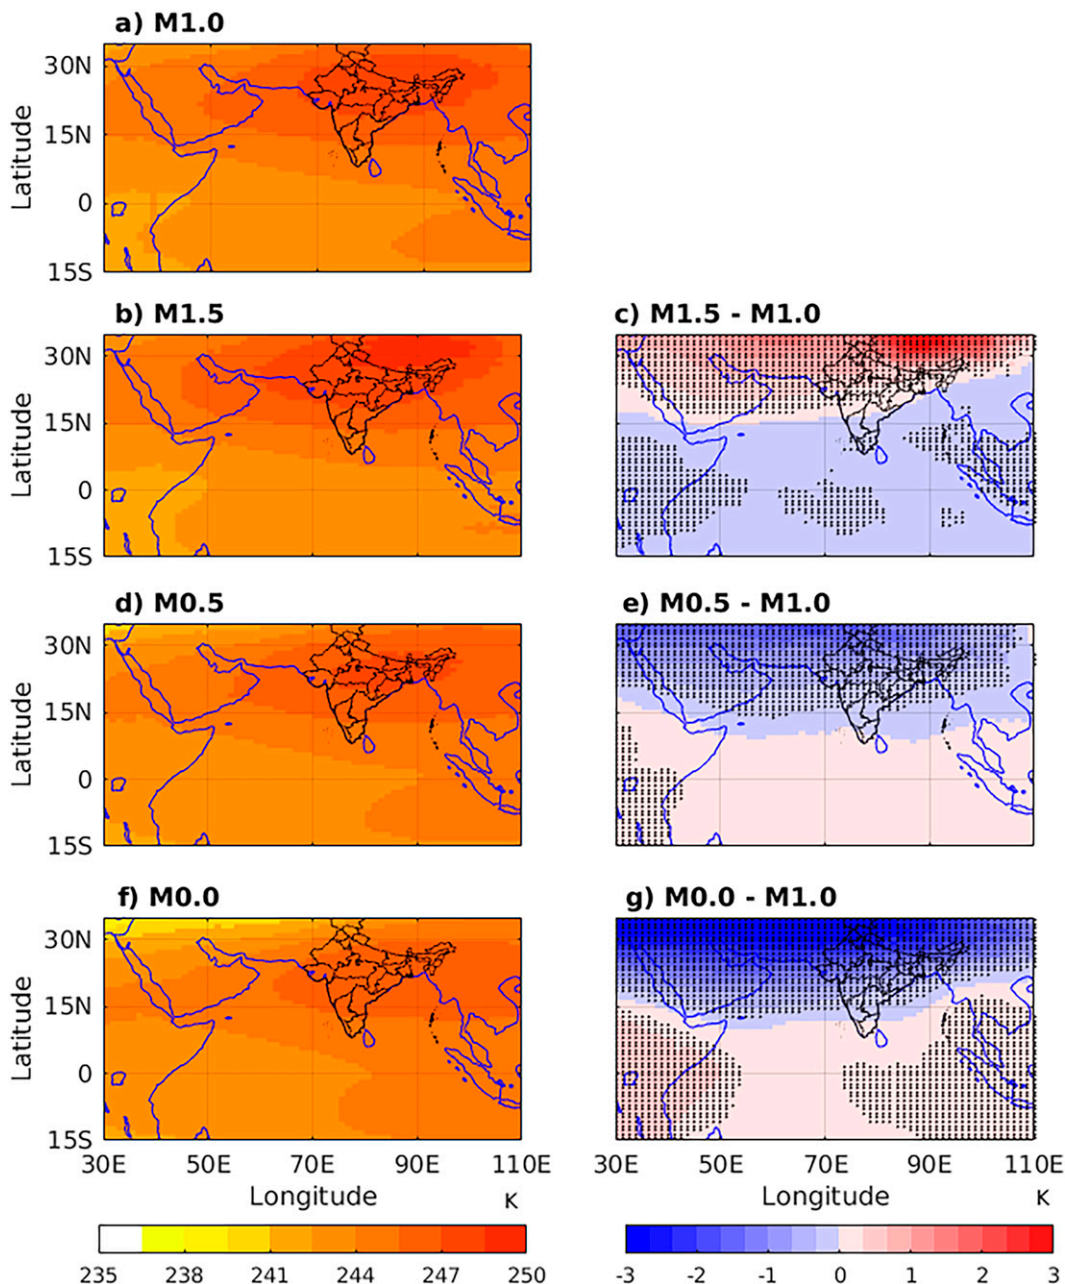 a) M1.0
Latitude
30N
15N
0
15S
b) M1.5
c) M1.5 - M1.0
Latitude
30N
15N
0
15S
d) M0.5
e) M0.5 - M1.0
Latitude
30N
15N
0
15S
f) M0.0
g) M0.0 - M1.0
Latitude
30N
15N
0
15S
30E 50E 70E 90E 110E
30E 50E 70E 90E 110E
Longitude K
Longitude K
235 238 241 244 247 250
-3 -2 -1 0 1 2 3